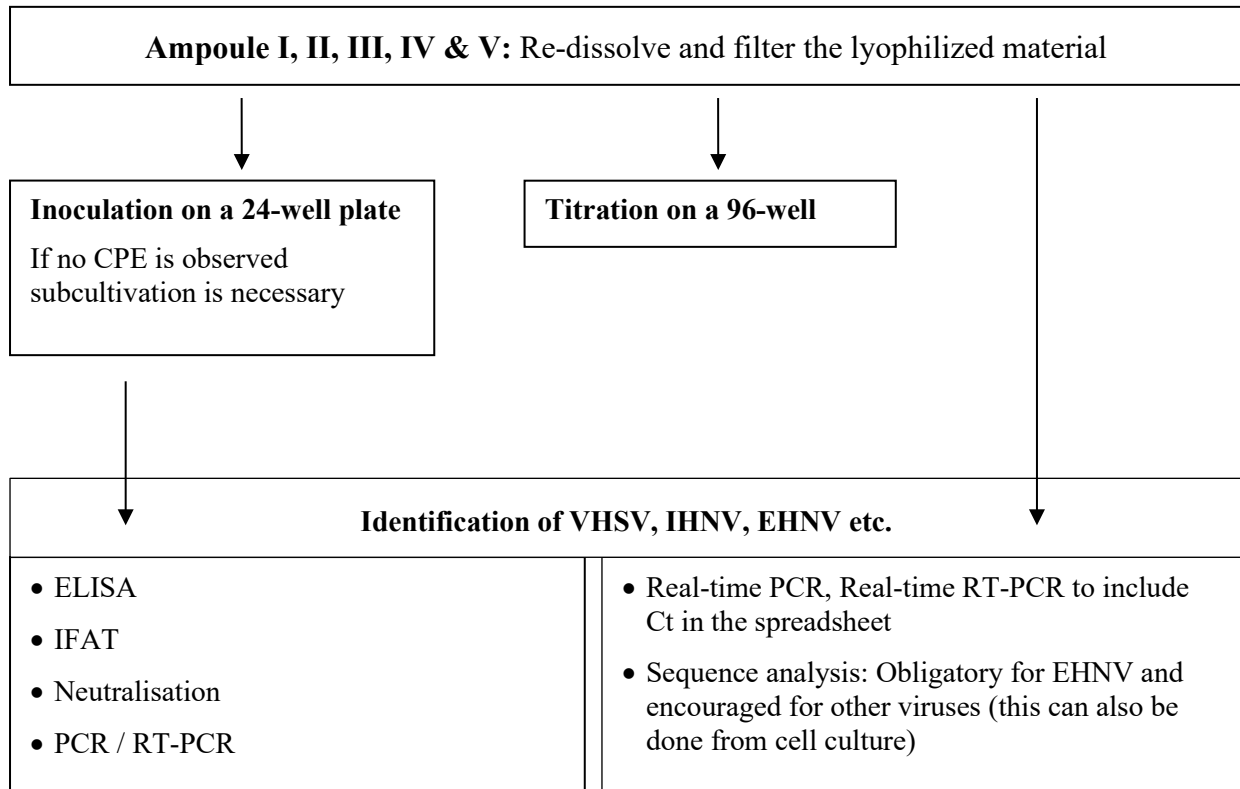 Ampoule I, II, III, IV & V: Re-dissolve and filter the lyophilized material
Inoculation on a 24-well plate
If no CPE is observed
subcultivation is necessary
Titration on a 96-well
Identification of VHSV, IHNV, EHNV etc.
• ELISA
• IFAT
• Neutralisation
• PCR / RT-PCR
• Real-time PCR, Real-time RT-PCR to include
Ct in the spreadsheet
• Sequence analysis: Obligatory for EHNV and
encouraged for other viruses (this can also be
done from cell culture)